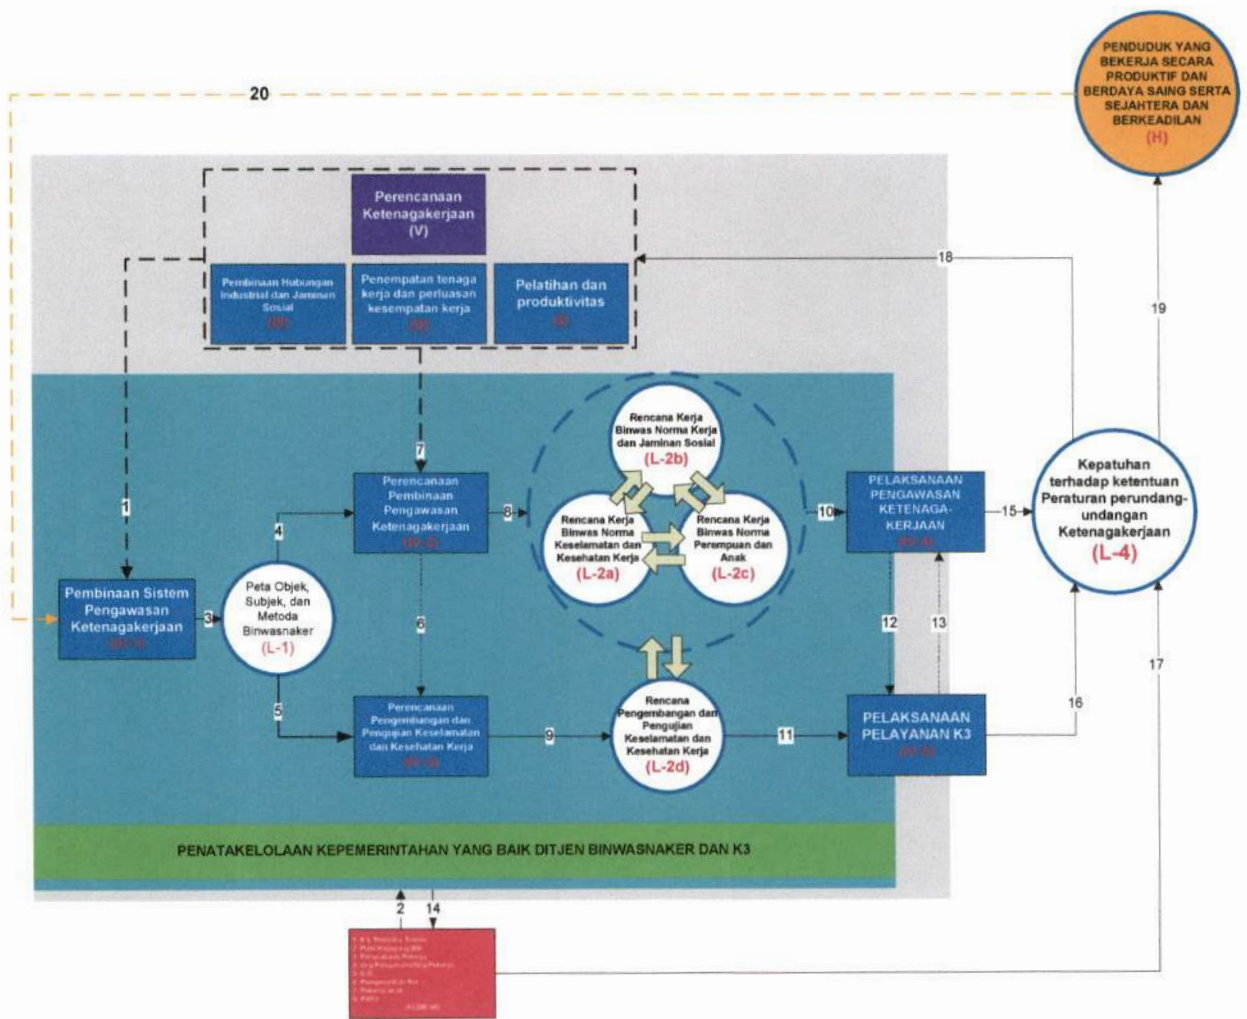 PENDUDUK YANG
BEKERJA SECARA
PRODUKTIF DAN
BERDAYA SAING SERTA
SEJAHTERA DAN
BERKEADILAN
(H)
20
Perencanaan
Ketenagakerjaan
(V)
Pembinaan Hubungan
Industrial dan Jaminan
Sosial
Penempatan tenaga
kerja dan perluasan
kesempatan kerja
Pelatihan dan
produktivitas
18
19
1
7
Rencana Kerja
Binwas Norma Kerja
dan Jaminan Sosial
(L-2b)
Rencana Kerja
Binwas Norma
Keselamatan dan
Kesehatan Kerja
(L-2a)
Rencana Kerja
Binwas Norma
Perempuan dan
Anak
(L-2c)
4
Perencanaan
Pembinaan
Pengawasan
Ketenagakerjaan
8
10
PELAKSANAAN
PENGAWASAN
KETENAGA-
KERJAAN
15
Kepatuhan
terhadap ketentuan
Peraturan perundang-
undangan
Ketenagakerjaan
(L-4)
Pembinaan Sistem
Pengawasan
Ketenagakerjaan
3
Peta Objek,
Subjek, dan
Metoda
Binwasnaker
(L-1)
6
12
13
17
5
Perencanaan
Pengembangan dan
Pengujian Keselamatan
dan Kesehatan Kerja
9
Rencana
Pengembangan dan
Pengujian
Keselamatan dan
Kesehatan Kerja
(L-2d)
11
PELAKSANAAN
PELAYANAN K3
16
PENATAKELOLAAN KEPEMERINTAHAN YANG BAIK DITJEN BINWASNAKER DAN K3
2
14